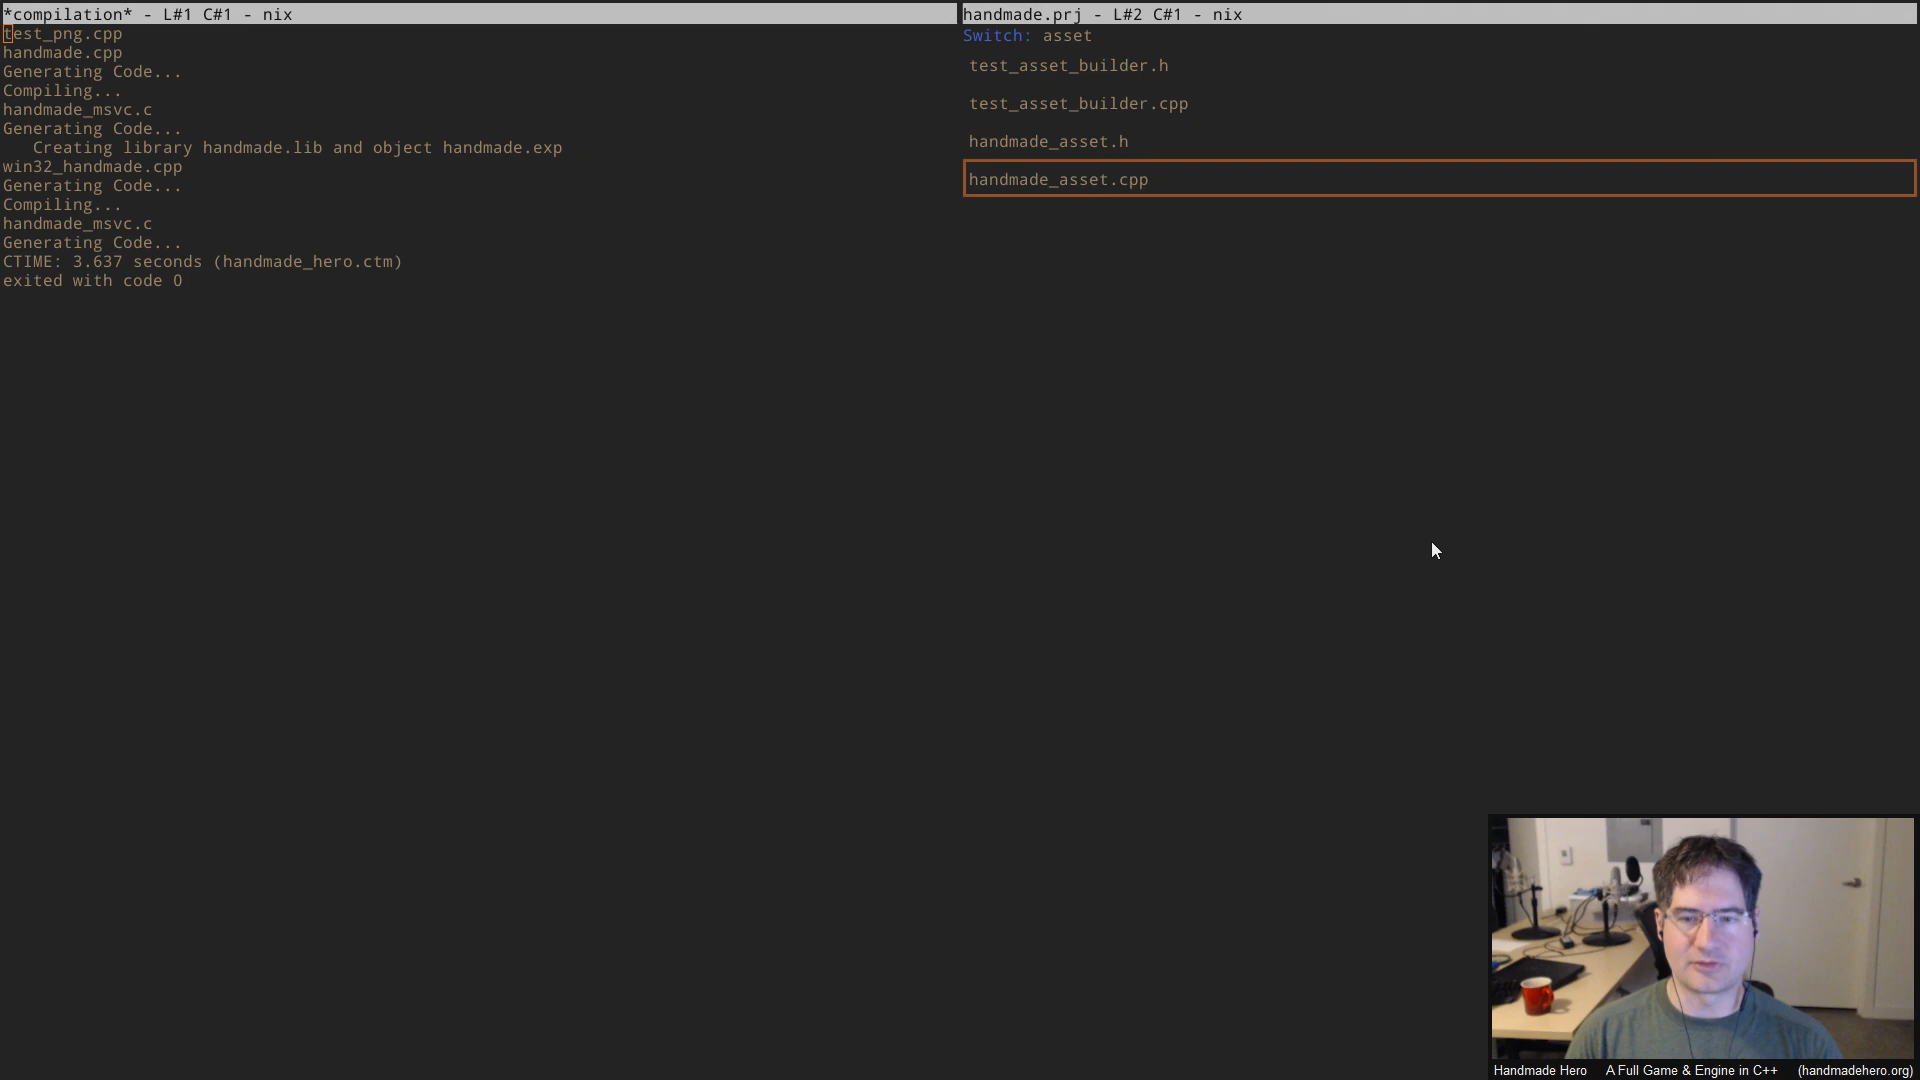 *compilation* - L#1 C#1 - nix
test_png.cpp
handmade.cpp
Generating Code...
Compiling...
handmade_msvc.c
Generating Code...
Creating library handmade.lib and object handmade.exp
win32_handmade.cpp
Generating Code...
Compiling...
handmade_msvc.c
Generating Code...
CTIME: 3.637 seconds (handmade_hero.ctm)
exited with code 0
handmade.prj - L#2 C#1 - nix
Switch: asset
test_asset_builder.h
test_asset_builder.cpp
handmade_asset.h
handmade_asset.cpp
Handmade Hero A Full Game & Engine in C++ (handmadehero.org)